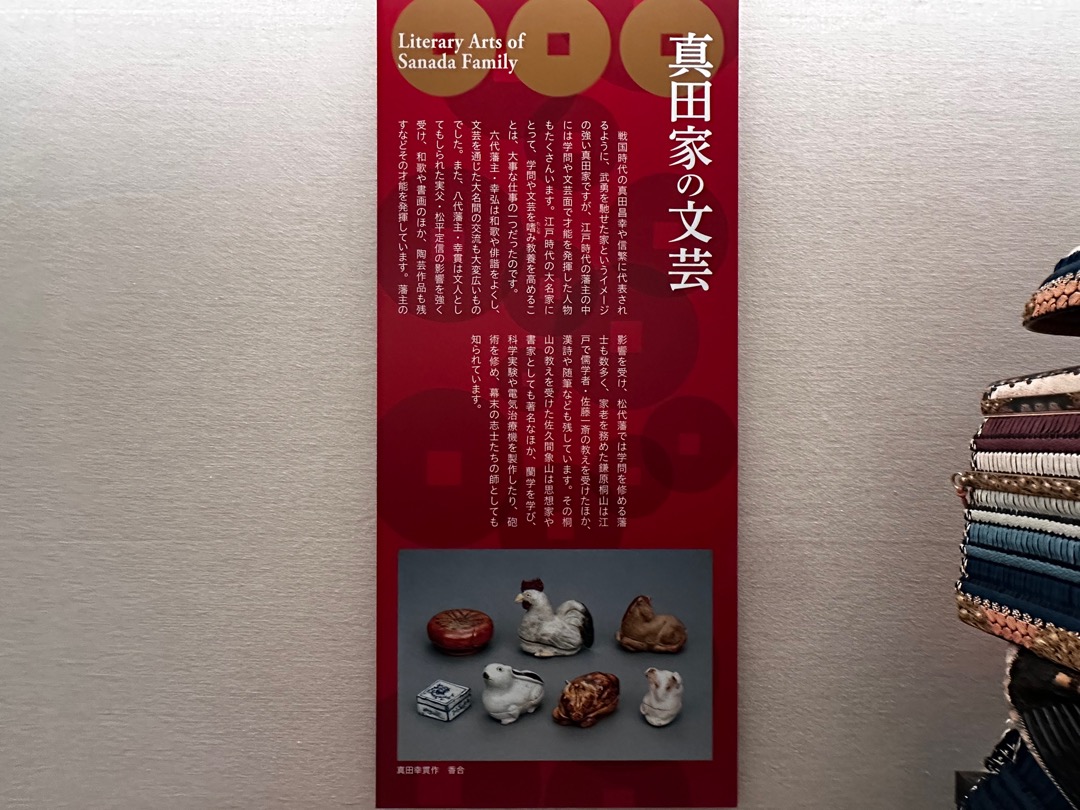 Literary Arts of
Sanada Family
真田家の文芸
戦国時代の真田昌幸や信繁に代表され
るように、武勇を馳せた家というイメージ
の強い真田家ですが、江戸時代の藩主の中
には学問や文芸面で才能を発揮した人物
もたくさんいます。江戸時代の大名家に
とって、学問や文芸を嗜み教養を高めるこ
とは、大事な仕事の一つだったのです。
六代藩主・幸弘は和歌や俳諧をよくし、
文芸を通じた大名間の交流も大変広いもの
でした。また、八代藩主・幸貫は文人とし
てもしられた実父・松平定信の影響を強く
受け、和歌や書画のほか、陶芸作品も残
すなどその才能を発揮しています。藩主の
影響を受け、松代藩では学問を修める藩
士も数多く、家老を務めた鎌原桐山は江
戸で儒学者・佐藤一斎の教えを受けたほか、
漢詩や随筆なども残しています。その桐
山の教えを受けた佐久間象山は思想家や
書家としても著名なほか、蘭学を学び、
科学実験や電気治療機を製作したり、砲
術を修め、幕末の志士たちの師としても
知られています。
真田幸貫作　香合